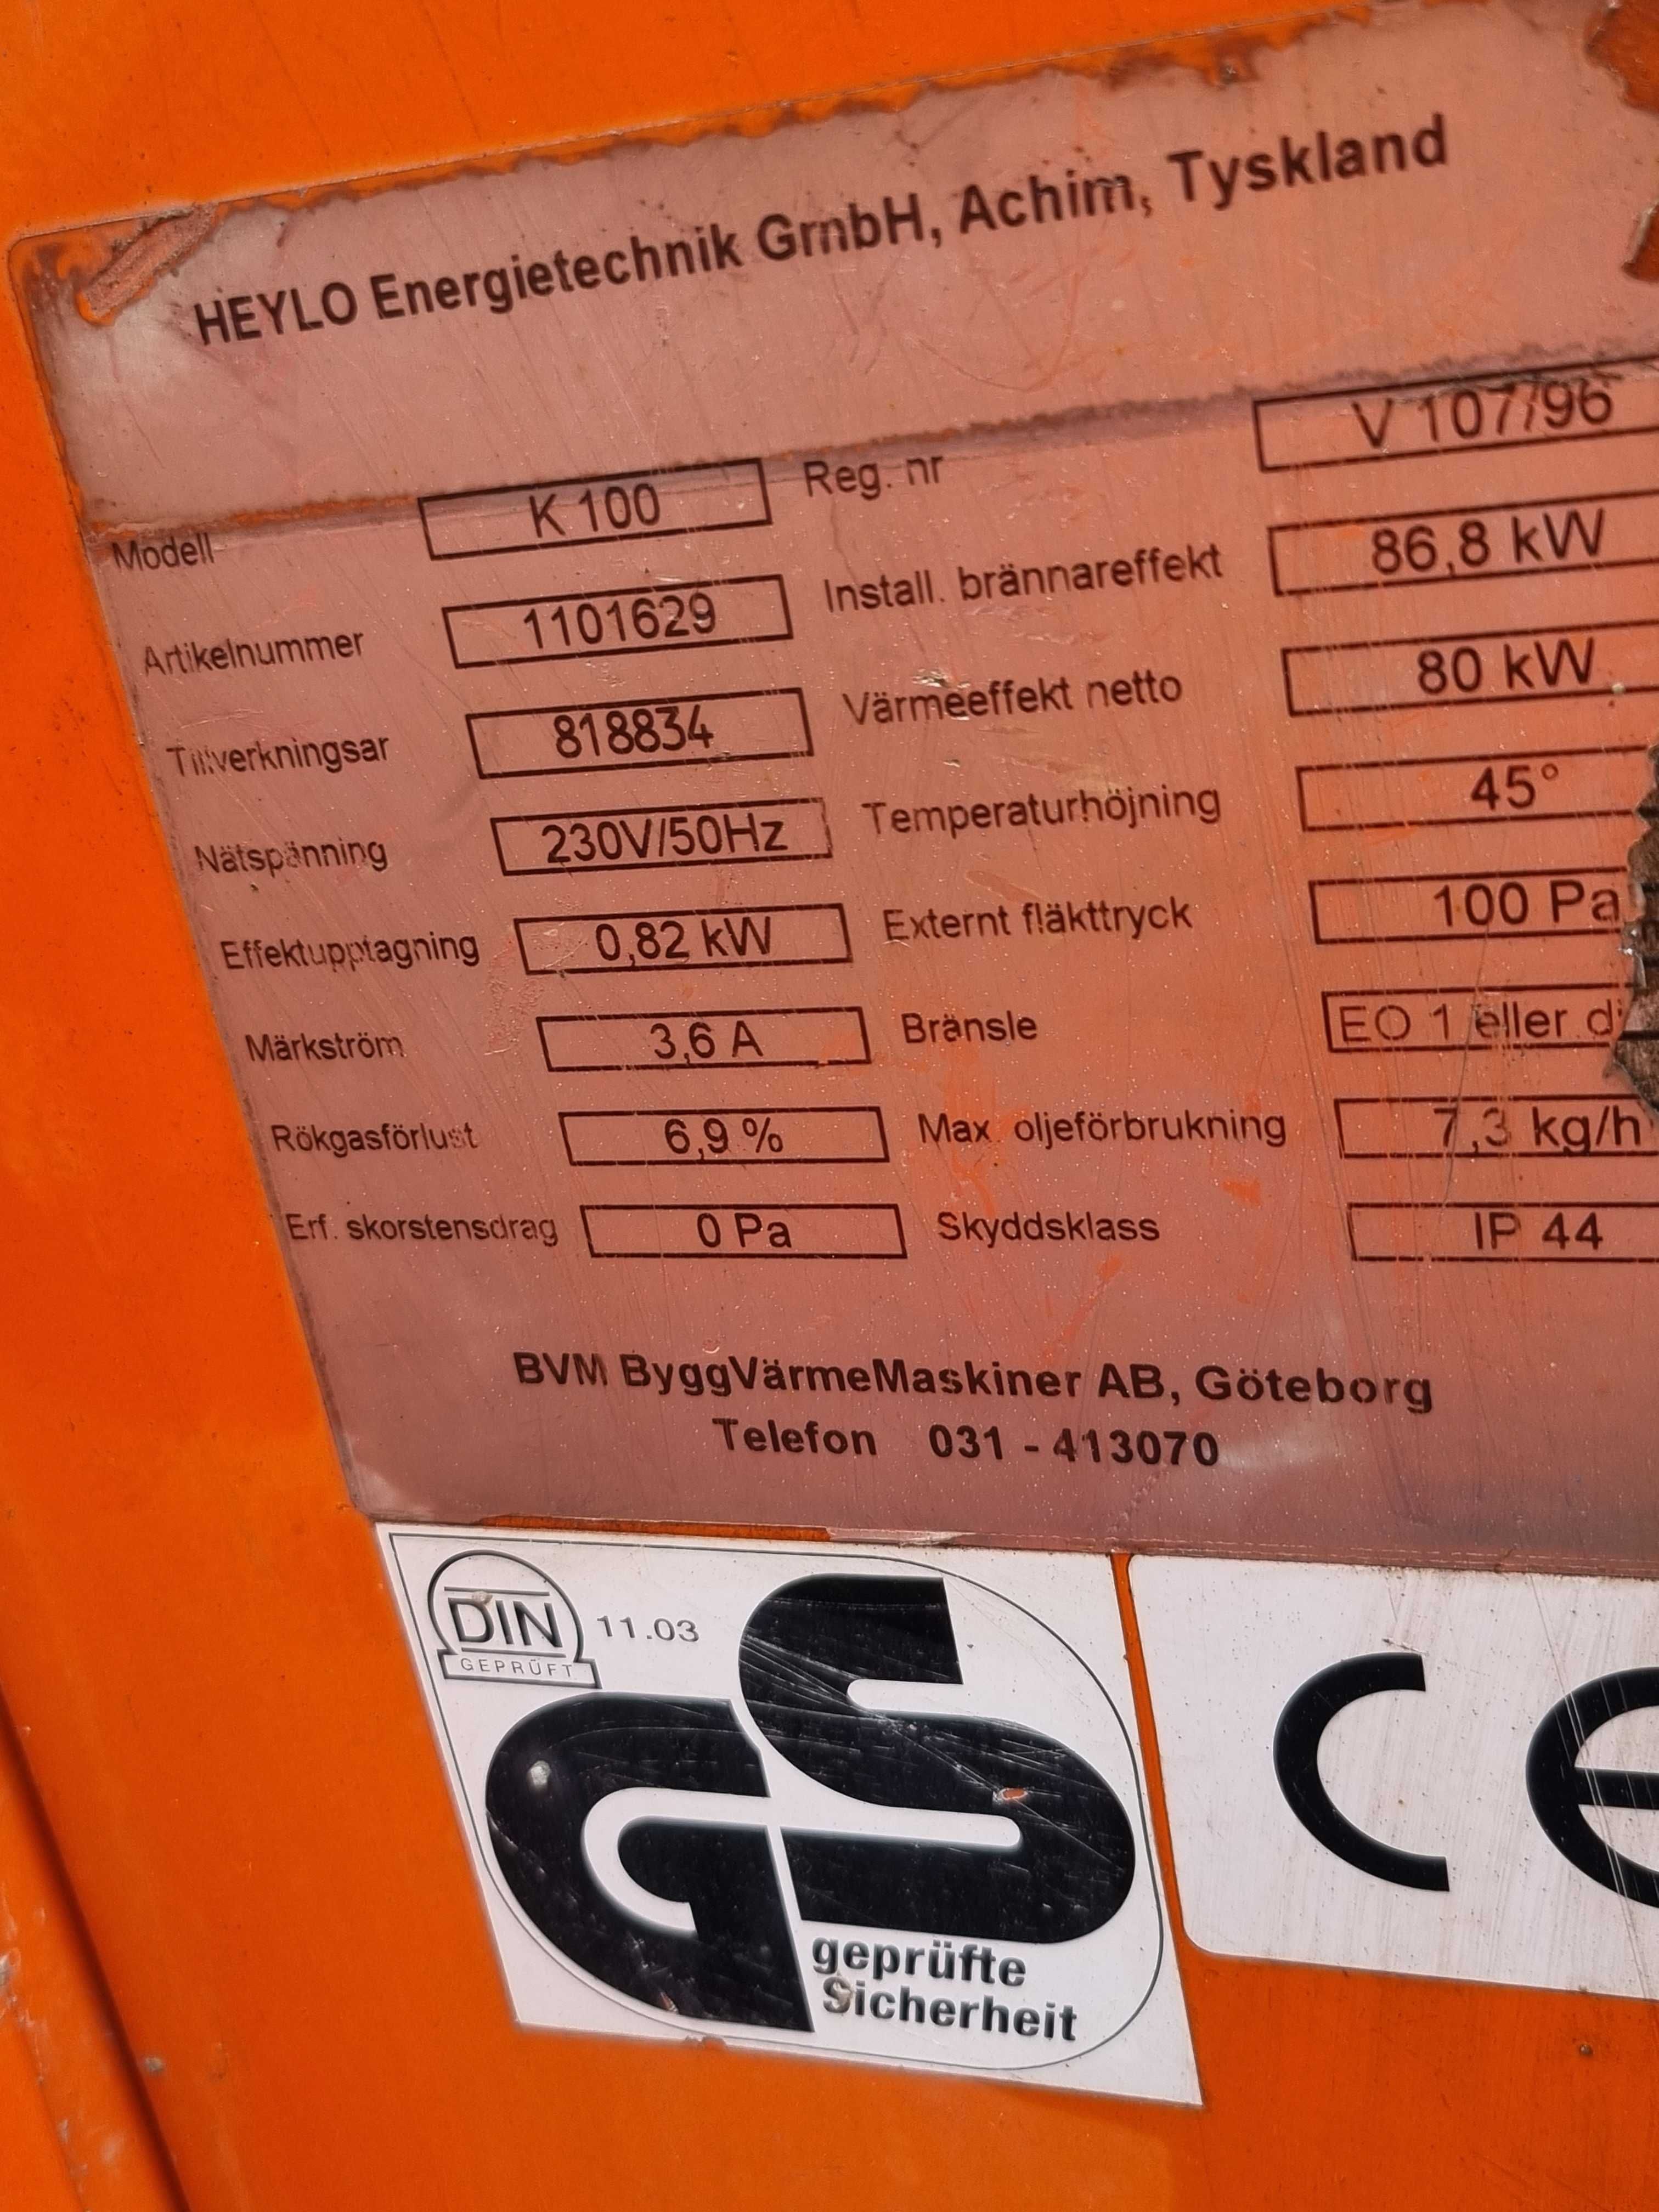 HEYLO Energietechnik GmbH, Achim, Tyskland
Modell K 100 Reg. nr V 107/96
Artikelnummer 1101629 Install. brännareffekt 86,8 kW
Tillverkningsar 818834 Värmeeffekt netto 80 kW
Nätspänning 230V/50Hz Temperaturhöjning 45°
Effektupptagning 0,82 kW Externt fläkttryck 100 Pa
Märkström 3,6 A Bränsle EO 1 eller
Rökgasförlust 6,9 % Max. oljeförbrukning 7,3 kg/h
Erf. skorstensdrag 0 Pa Skyddsklass IP 44
BVM ByggVärmeMaskiner AB, Göteborg
Telefon 031 - 413070
DIN 11.03
GEPRÜFT
GS
geprüfte
Sicherheit
CE